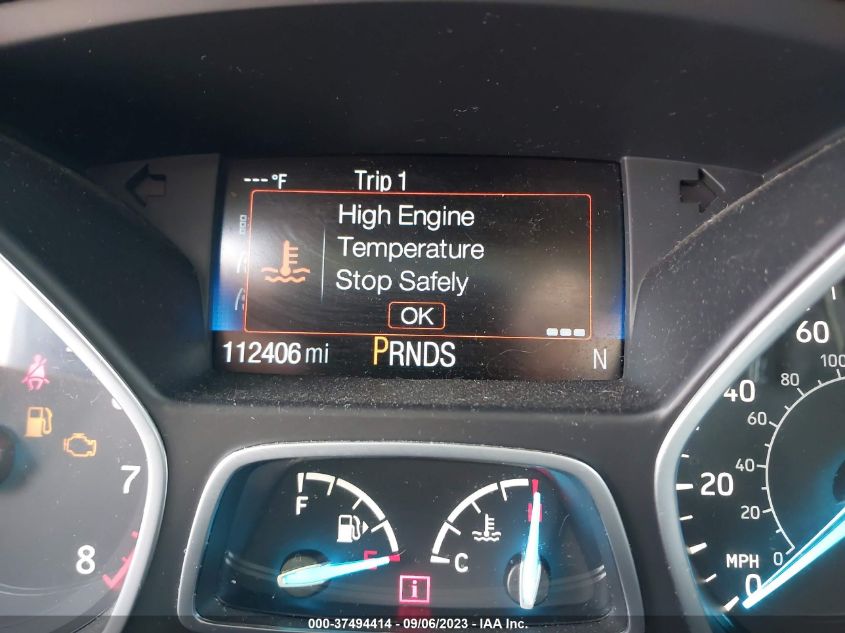 --- °F Trip 1
High Engine
Temperature
Stop Safely
OK
112406 mi PRNDS N
7
8
F
E
C
H
i
60
40
20
0
MPH
100
80
60
40
20
0
000-37494414 - 09/06/2023 - IAA Inc.